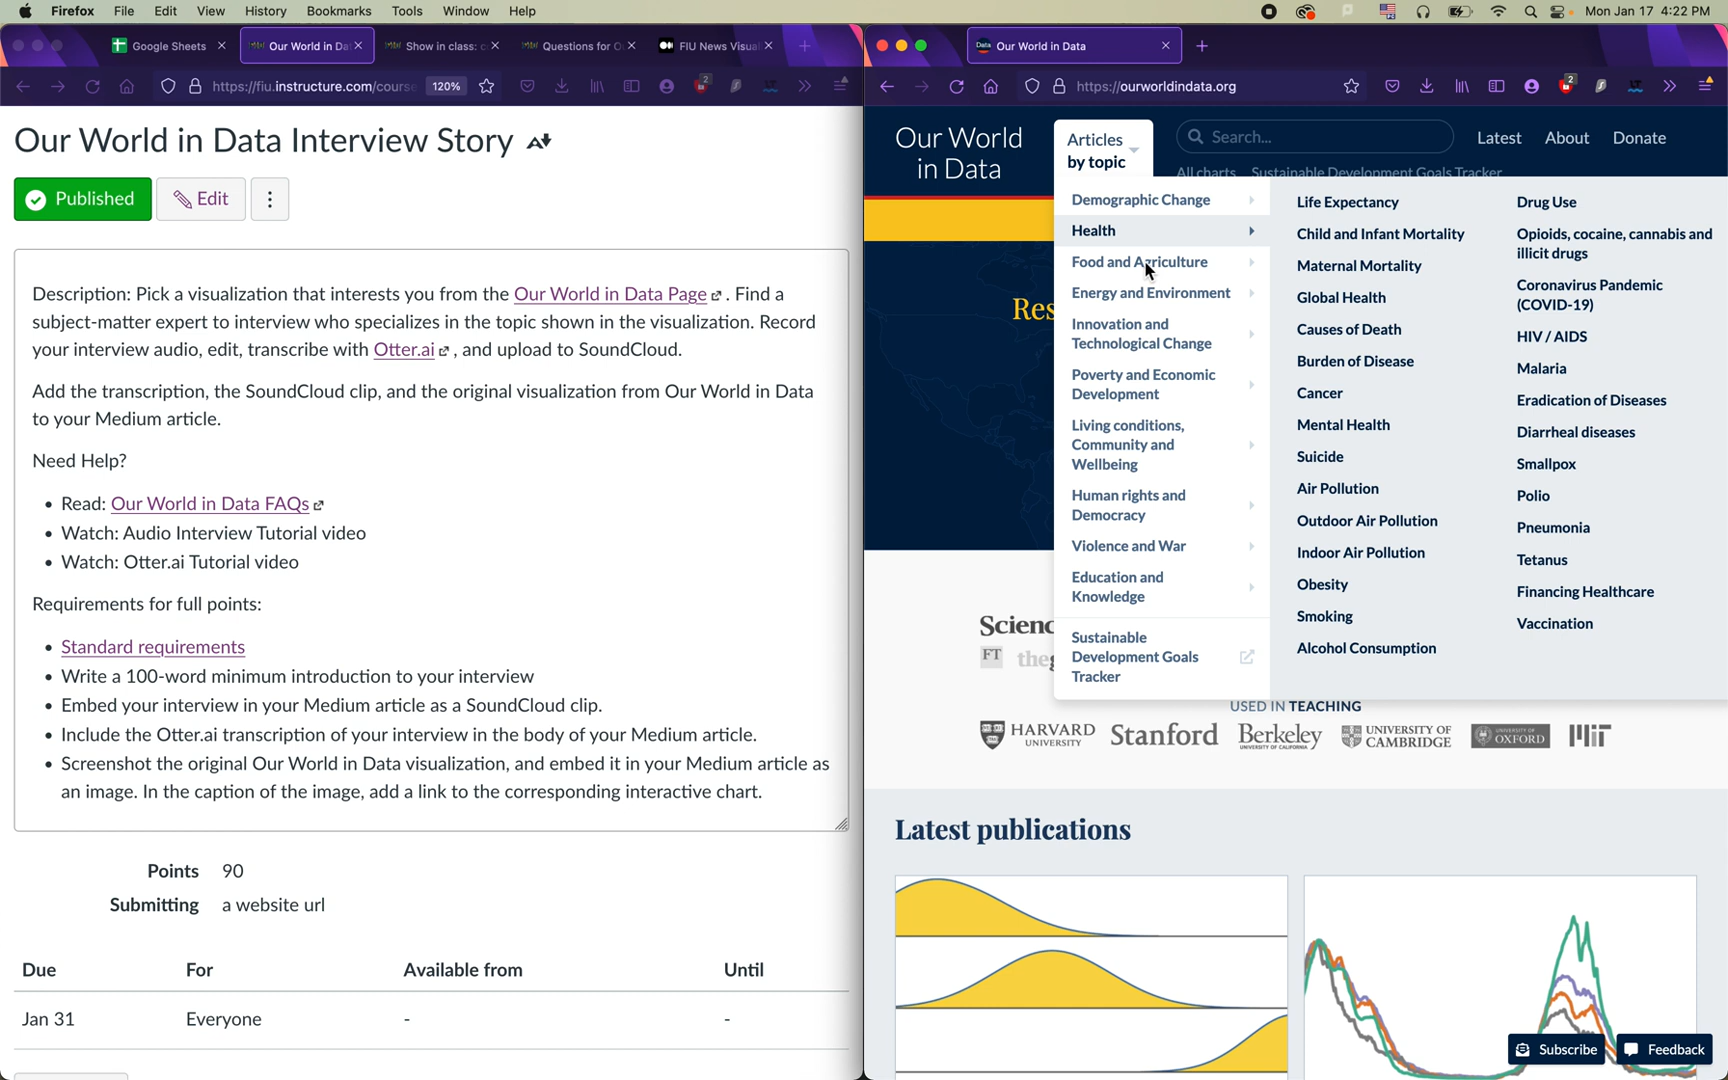 Firefox File Edit View History Bookmarks Tools Window Help
Mon Jan 17 4:22 PM
Google Sheets
Our World in Da
Show in class: c
Questions for O
FIU News Visual
https://fiu.instructure.com/course
120%
2
Our World in Data Interview Story
Published
Edit
Description: Pick a visualization that interests you from the Our World in Data Page. Find a
subject-matter expert to interview who specializes in the topic shown in the visualization. Record
your interview audio, edit, transcribe with Otter.ai, and upload to SoundCloud.
Add the transcription, the SoundCloud clip, and the original visualization from Our World in Data
to your Medium article.
Need Help?
• Read: Our World in Data FAQs
• Watch: Audio Interview Tutorial video
• Watch: Otter.ai Tutorial video
Requirements for full points:
• Standard requirements
• Write a 100-word minimum introduction to your interview
• Embed your interview in your Medium article as a SoundCloud clip.
• Include the Otter.ai transcription of your interview in the body of your Medium article.
• Screenshot the original Our World in Data visualization, and embed it in your Medium article as
an image. In the caption of the image, add a link to the corresponding interactive chart.
Points 90
Submitting a website url
Due For Available from Until
Jan 31 Everyone - -
Data
Our World in Data
https://ourworldindata.org
2
Our World
in Data
Articles
by topic
Search...
Latest About Donate
All charts Sustainable Development Goals Tracker
Res
Demographic Change
Health
Food and Agriculture
Energy and Environment
Innovation and
Technological Change
Poverty and Economic
Development
Living conditions,
Community and
Wellbeing
Human rights and
Democracy
Violence and War
Education and
Knowledge
Sustainable
Development Goals
Tracker
Life Expectancy
Child and Infant Mortality
Maternal Mortality
Global Health
Causes of Death
Burden of Disease
Cancer
Mental Health
Suicide
Air Pollution
Outdoor Air Pollution
Indoor Air Pollution
Obesity
Smoking
Alcohol Consumption
Drug Use
Opioids, cocaine, cannabis and
illicit drugs
Coronavirus Pandemic
(COVID-19)
HIV / AIDS
Malaria
Eradication of Diseases
Diarrheal diseases
Smallpox
Polio
Pneumonia
Tetanus
Financing Healthcare
Vaccination
Scienc
FT theg
USED IN TEACHING
HARVARD
UNIVERSITY
Stanford
Berkeley
UNIVERSITY OF CALIFORNIA
UNIVERSITY OF
CAMBRIDGE
UNIVERSITY OF
OXFORD
MIT
Latest publications
Subscribe
Feedback